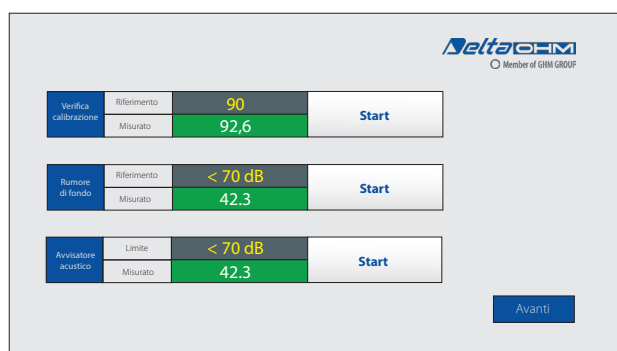 DeltaOHM
Member of GHM GROUP
Verifica
calibrazione
Riferimento
90
Misurato
92,6
Start
Rumore
di fondo
Riferimento
< 70 dB
Misurato
42.3
Start
Avvisatore
acustico
Limite
< 70 dB
Misurato
42.3
Start
Avanti